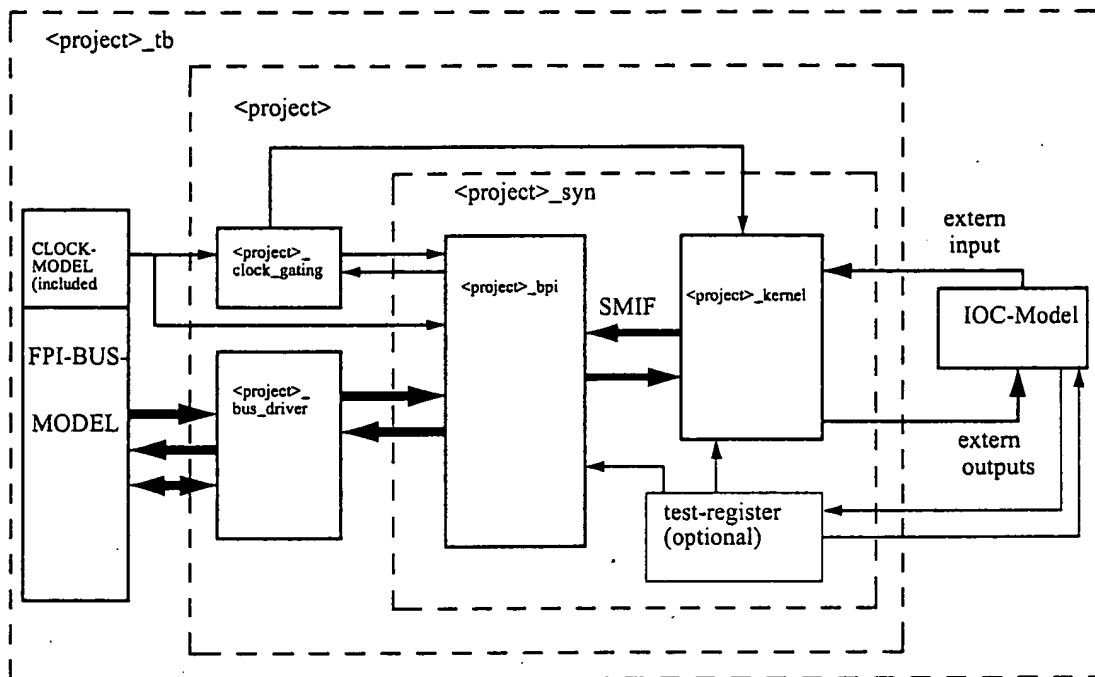 <project>_tb
<project>
<project>_syn
CLOCK-
MODEL
(included
FPI-BUS-
MODEL
<project>_
clock_gating
<project>_
bus_driver
<project>_bpi
SMIF
<project>_kernel
test-register
(optional)
extern
input
IOC-Model
extern
outputs